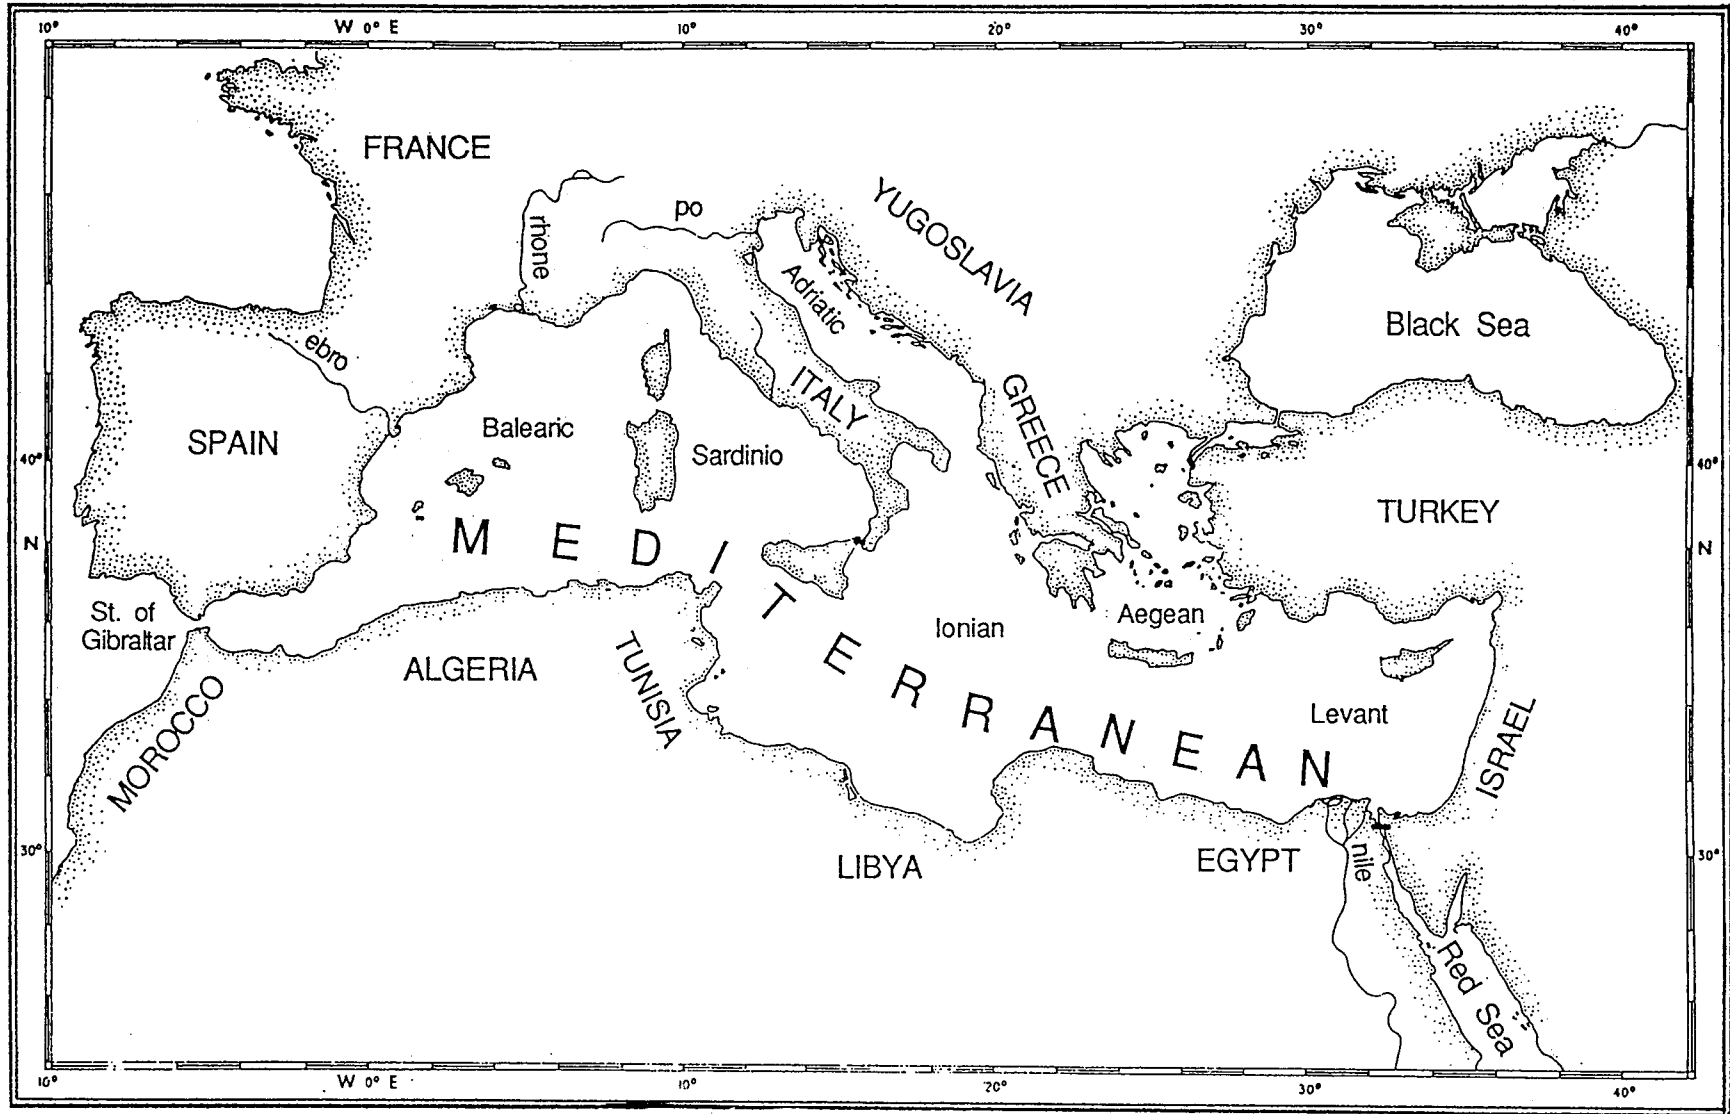 10° W 0° E 10° 20° 30° 40°
FRANCE
YUGOSLAVIA
po
rhone
Adriatic
Black Sea
ebro
ITALY
GREECE
SPAIN
Balearic
Sardinio
40°
40°
TURKEY
N
N
MEDITERRANEAN
St. of
Gibraltar
Aegean
Ionian
ALGERIA
TUNISIA
MOROCCO
Levant
ISRAEL
30°
30°
LIBYA
EGYPT
nile
Red Sea
10° W 0° E 10° 20° 30° 40°